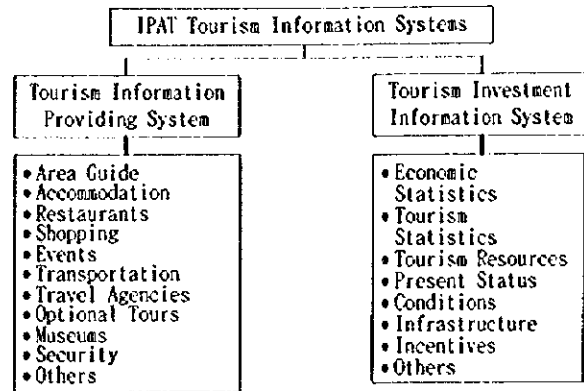 IPAT Tourism Information Systems
Tourism Information
Providing System
• Area Guide
• Accommodation
• Restaurants
• Shopping
• Events
• Transportation
• Travel Agencies
• Optional Tours
• Museums
• Security
• Others
Tourism Investment
Information System
• Economic
Statistics
• Tourism
Statistics
• Tourism Resources
• Present Status
• Conditions
• Infrastructure
• Incentives
• Others